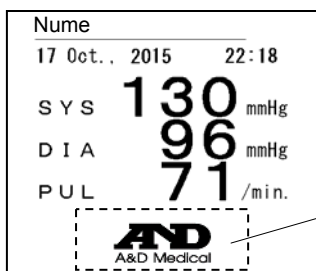 Nume
17 Oct., 2015 22:18
SYS 130 mmHg
DIA 96 mmHg
PUL 71 /min.
AND
A&D Medical